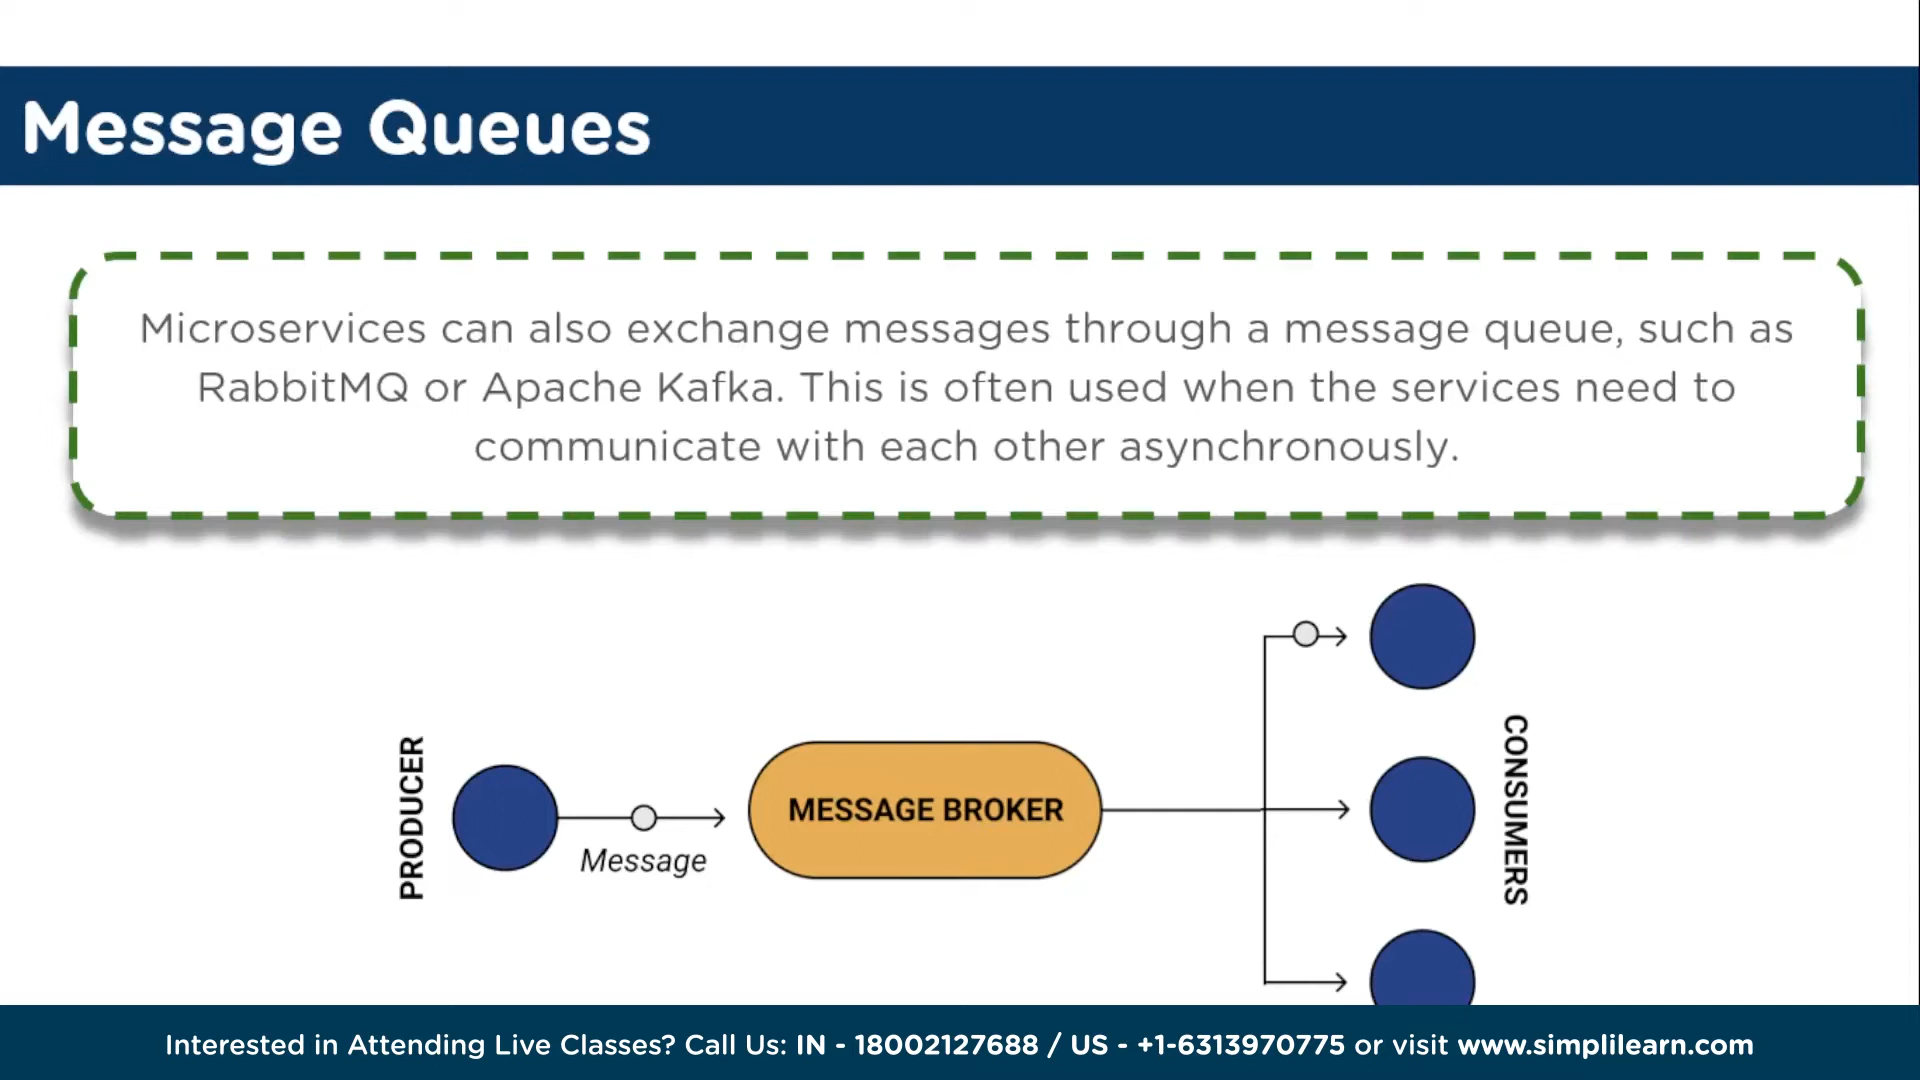 Message Queues
Microservices can also exchange messages through a message queue, such as
RabbitMQ or Apache Kafka. This is often used when the services need to
communicate with each other asynchronously.
PRODUCER
Message
MESSAGE BROKER
CONSUMERS
Interested in Attending Live Classes? Call Us: IN - 18002127688 / US - +1-6313970775 or visit www.simplilearn.com